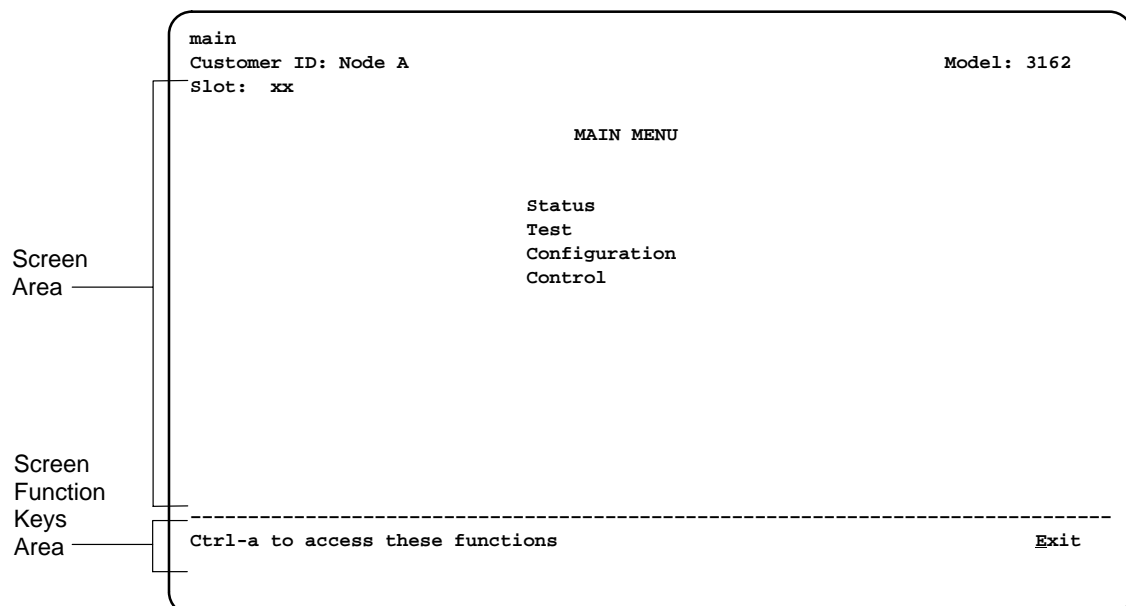 main
Customer ID: Node A Model: 3162
Slot: xx
MAIN MENU
Status
Test
Configuration
Control
Screen
Area
Screen
Function
Keys
Area
Ctrl-a to access these functions Exit